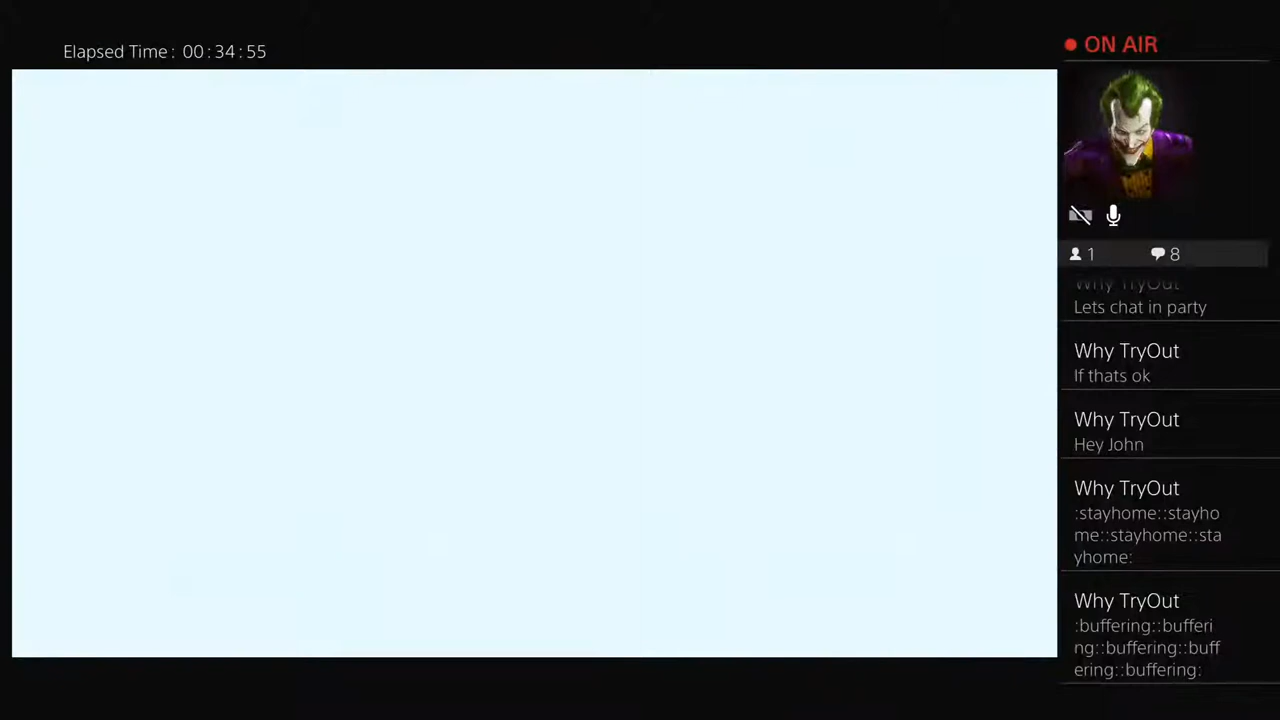 Elapsed Time: 00:34:55
ON AIR
1 8
Why TryOut
Lets chat in party
Why TryOut
If thats ok
Why TryOut
Hey John
Why TryOut
:stayhome::stayho
me::stayhome::sta
yhome:
Why TryOut
:buffering::bufferi
ng::buffering::buff
ering::buffering: